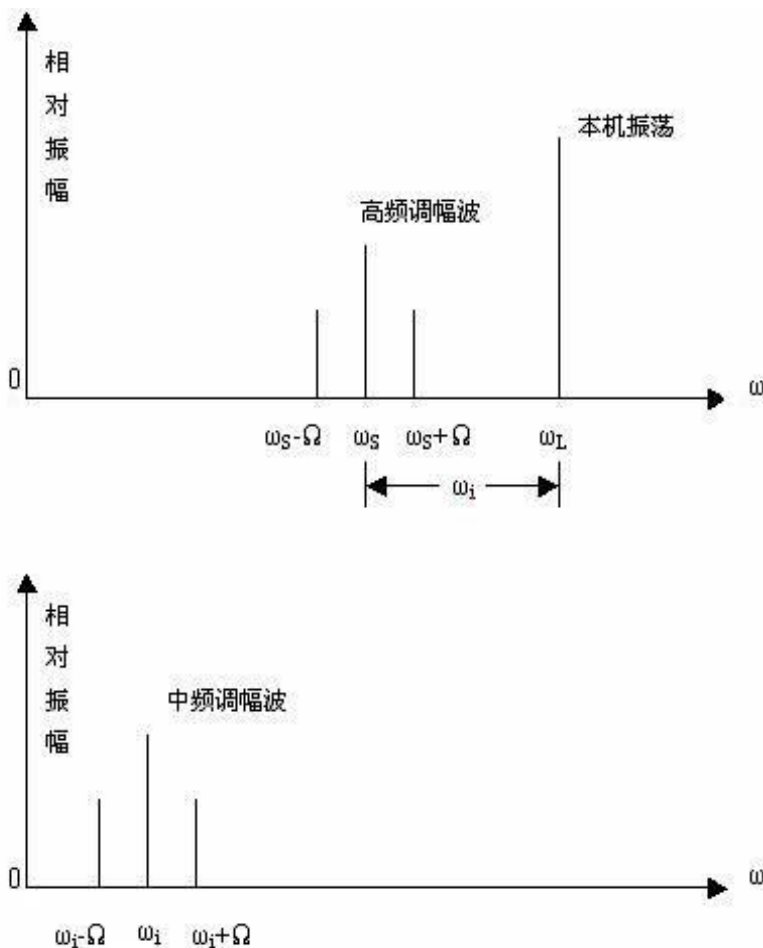 相对振幅
本机振荡
高频调幅波
0
ω
ωS-Ω ωS ωS+Ω ωL
ωi
相对振幅
中频调幅波
0
ω
ωi-Ω ωi ωi+Ω